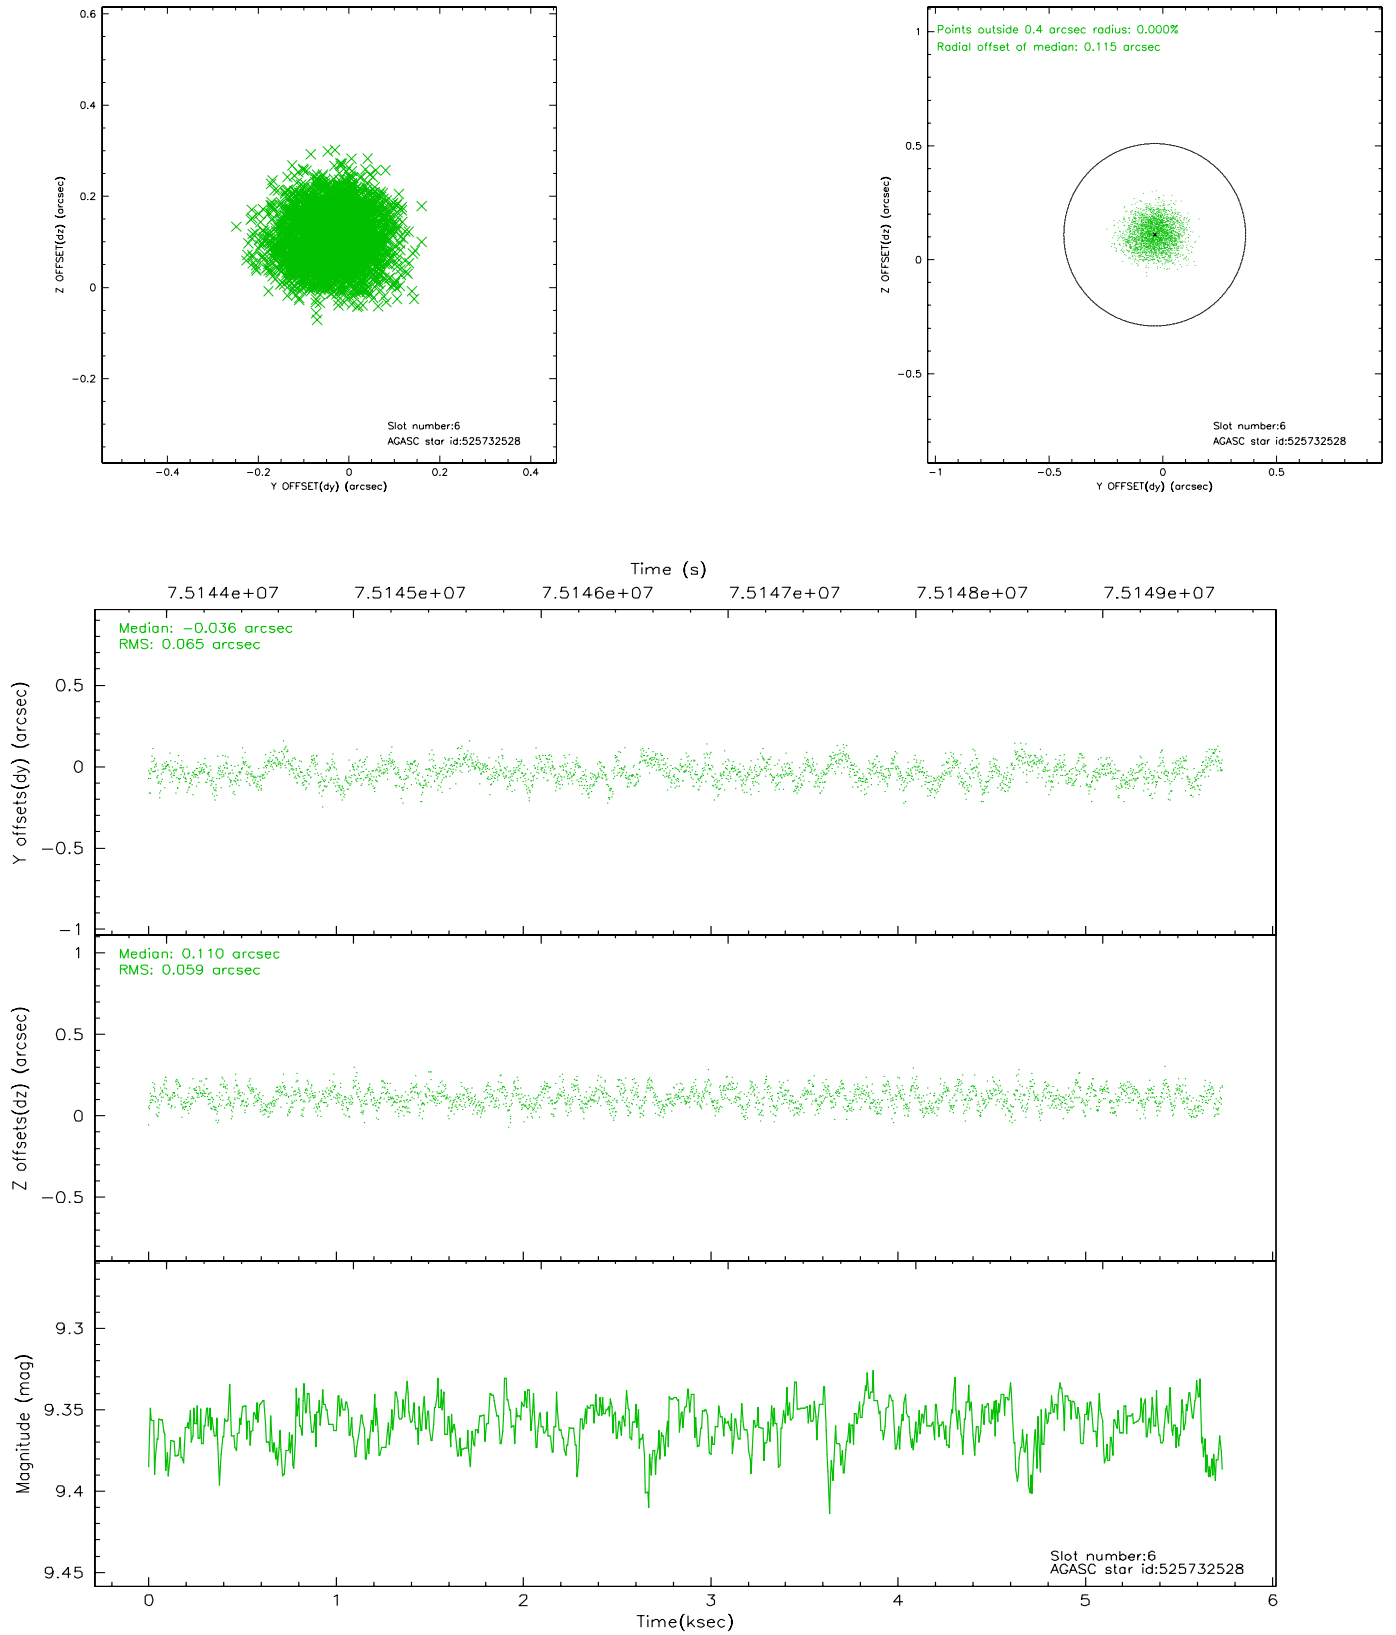 0.6
0.4
0.2
0
−0.2
Z OFFSET(dz) (arcsec)
Slot number:6
AGASC star id:525732528
−0.4 −0.2 0 0.2 0.4
Y OFFSET(dy) (arcsec)
Points outside 0.4 arcsec radius: 0.000%
Radial offset of median: 0.115 arcsec
1
0.5
0
−0.5
Z OFFSET(dz) (arcsec)
Slot number:6
AGASC star id:525732528
−1 −0.5 0 0.5
Y OFFSET(dy) (arcsec)
Time (s)
7.5144e+07 7.5145e+07 7.5146e+07 7.5147e+07 7.5148e+07 7.5149e+07
Median: −0.036 arcsec
RMS: 0.065 arcsec
0.5
0
−0.5
−1
Y offsets(dy) (arcsec)
Median: 0.110 arcsec
RMS: 0.059 arcsec
1
0.5
0
−0.5
Z offsets(dz) (arcsec)
9.3
9.35
9.4
9.45
Magnitude (mag)
Slot number:6
AGASC star id:525732528
0 1 2 3 4 5 6
Time(ksec)